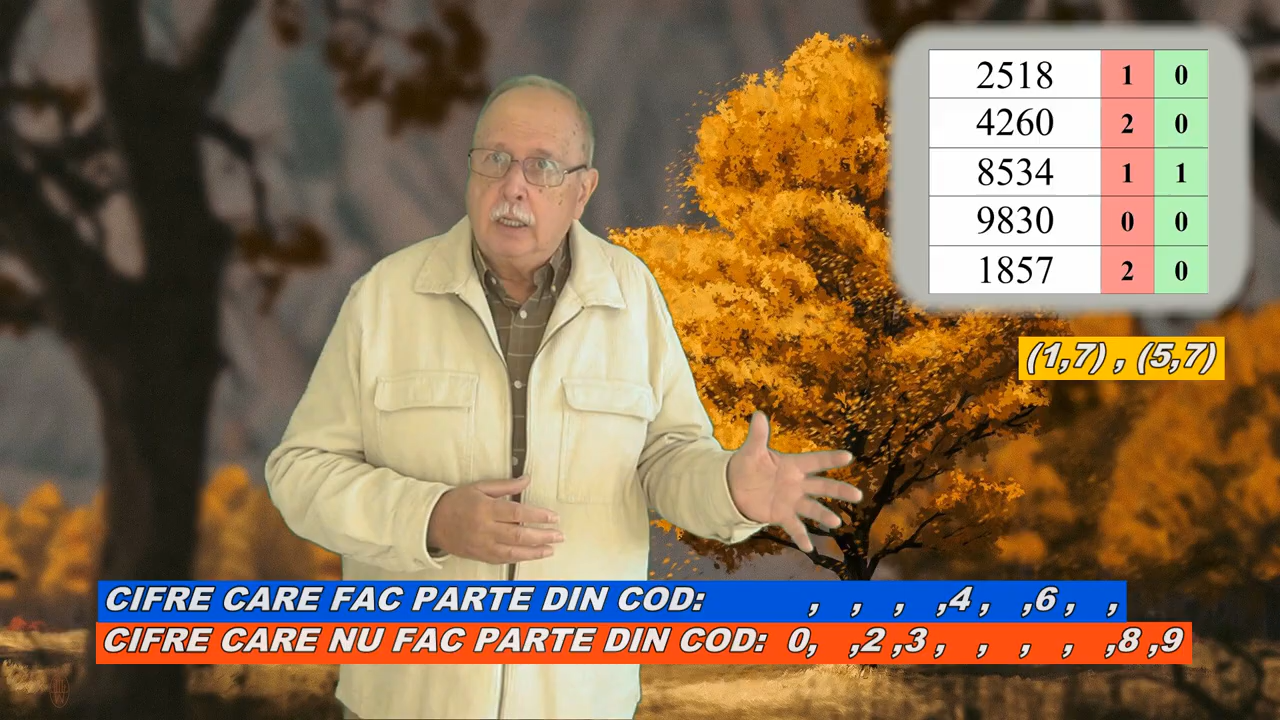 2518 1 0
4260 2 0
8534 1 1
9830 0 0
1857 2 0
(1,7) , (5,7)
CIFRE CARE FAC PARTE DIN COD: , , , ,4 , ,6 , ,
CIFRE CARE NU FAC PARTE DIN COD: 0, ,2 ,3 , , , , ,8 ,9